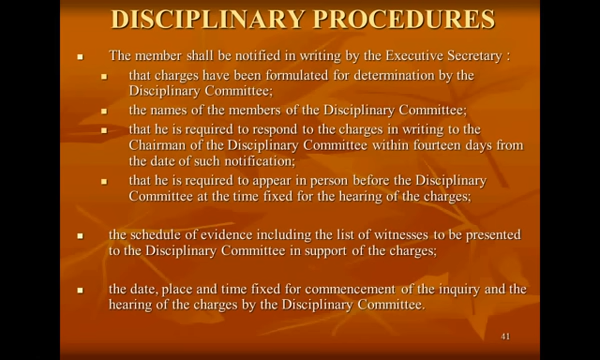 DISCIPLINARY PROCEDURES
The member shall be notified in writing by the Executive Secretary :
that charges have been formulated for determination by the
Disciplinary Committee;
the names of the members of the Disciplinary Committee;
that he is required to respond to the charges in writing to the
Chairman of the Disciplinary Committee within fourteen days from
the date of such notification;
that he is required to appear in person before the Disciplinary
Committee at the time fixed for the hearing of the charges;
the schedule of evidence including the list of witnesses to be presented
to the Disciplinary Committee in support of the charges;
the date, place and time fixed for commencement of the inquiry and the
hearing of the charges by the Disciplinary Committee.
41